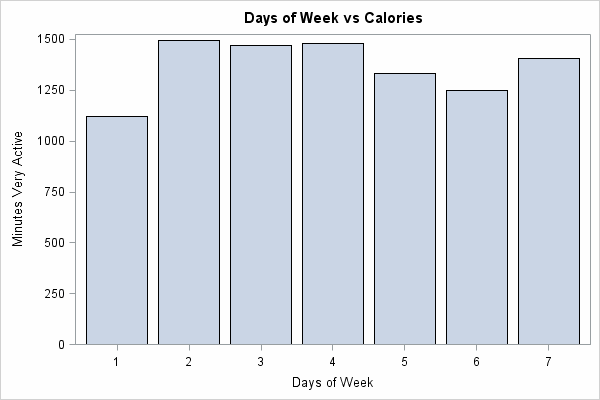 Days of Week vs Calories
Minutes Very Active
1500
1250
1000
750
500
250
0
1 2 3 4 5 6 7
Days of Week